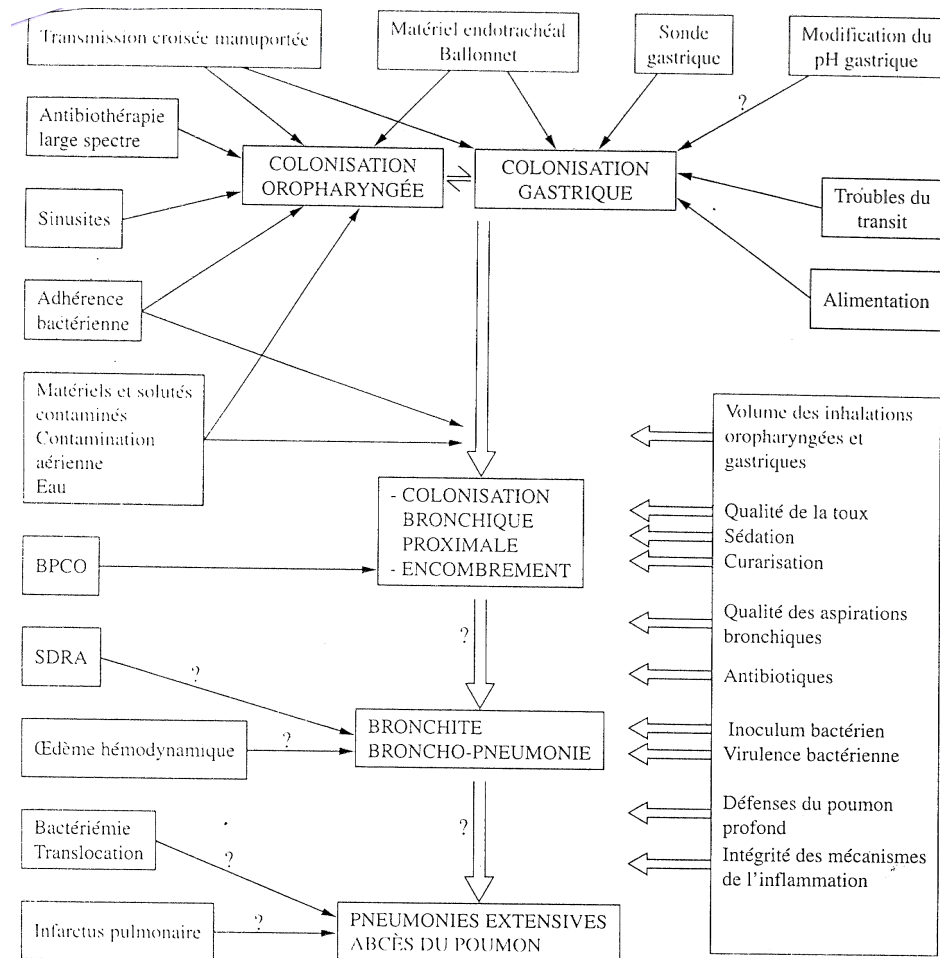 Transmission croisée manuportée
Matériel endotrachéal
Ballonnet
Sonde
gastrique
Modification du
pH gastrique
?
Antibiothérapie
large spectre
COLONISATION
OROPHARYNGÉE
COLONISATION
GASTRIQUE
Sinusites
Troubles du
transit
Adhérence
bactérienne
Alimentation
Matériels et solutés
contaminés
Contamination
aérienne
Eau
Volume des inhalations
oropharyngées et
gastriques
- COLONISATION
BRONCHIQUE
PROXIMALE
- ENCOMBREMENT
Qualité de la toux
Sédation
Curarisation
BPCO
?
Qualité des aspirations
bronchiques
SDRA
?
Antibiotiques
Œdème hémodynamique
?
BRONCHITE
BRONCHO-PNEUMONIE
Inoculum bactérien
Virulence bactérienne
?
Défenses du poumon
profond
Bactériémie
Translocation
?
Intégrité des mécanismes
de l'inflammation
Infarctus pulmonaire
?
PNEUMONIES EXTENSIVES
ABCÈS DU POUMON